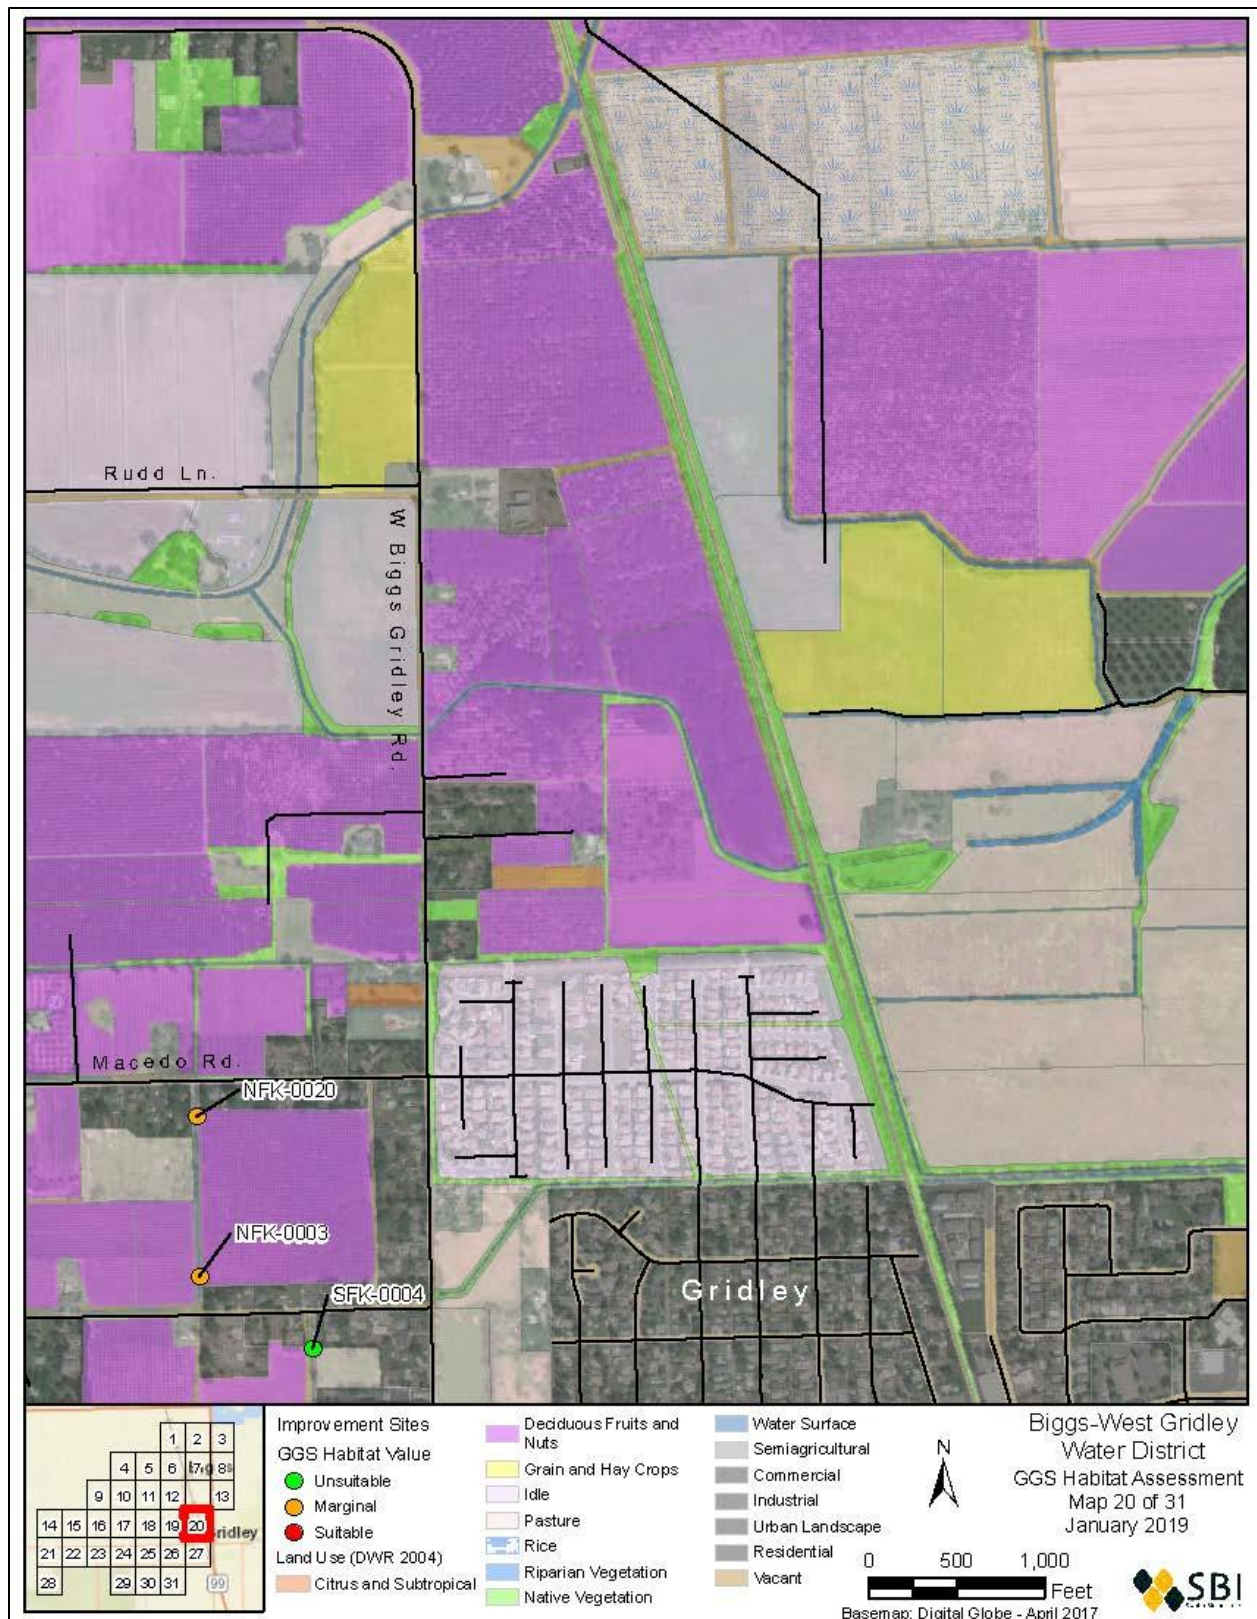 Rudd Ln.
W Biggs Gridley Rd.
Macedo Rd.
NFK-0020
NFK-0003
SFK-0004
Gridley
1 2 3
4 5 6 7 8
9 10 11 12 13
14 15 16 17 18 19 20
Gridley
21 22 23 24 25 26 27
28 29 30 31
99
Improvement Sites
GGS Habitat Value
Unsuitable
Marginal
Suitable
Land Use (DWR 2004)
Citrus and Subtropical
Deciduous Fruits and
Nuts
Grain and Hay Crops
Idle
Pasture
Rice
Riparian Vegetation
Native Vegetation
Water Surface
Semiagricultural
Commercial
Industrial
Urban Landscape
Residential
Vacant
N
Biggs-West Gridley
Water District
GGS Habitat Assessment
Map 20 of 31
January 2019
0 500 1,000
Feet
Basemap: Digital Globe - April 2017
SBI